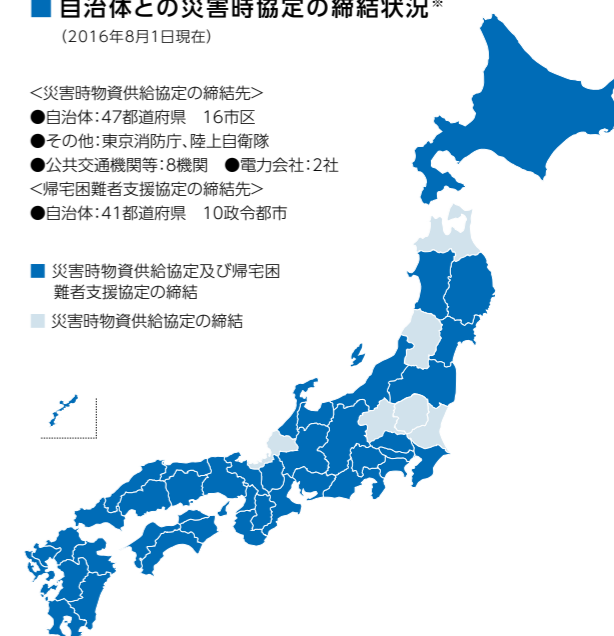 ■ 自治体との災害時協定の締結状況※
(2016年8月1日現在)
<災害時物資供給協定の締結先>
●自治体:47都道府県　16市区
●その他:東京消防庁、陸上自衛隊
●公共交通機関等:8機関　●電力会社:2社
<帰宅困難者支援協定の締結先>
●自治体:41都道府県　10政令都市
■ 災害時物資供給協定及び帰宅困
難者支援協定の締結
■ 災害時物資供給協定の締結